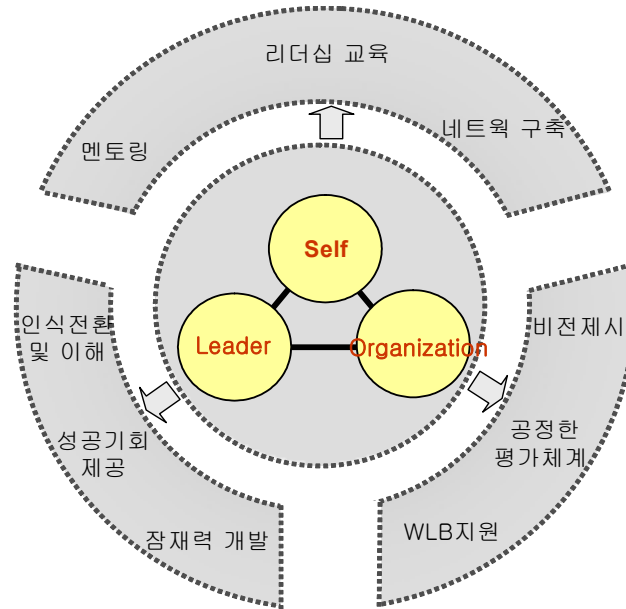 리더십 교육
멘토링
네트웍 구축
Self
Leader
Organization
인식전환
및 이해
성공기회
제공
잠재력 개발
비전제시
공정한
평가체계
WLB지원